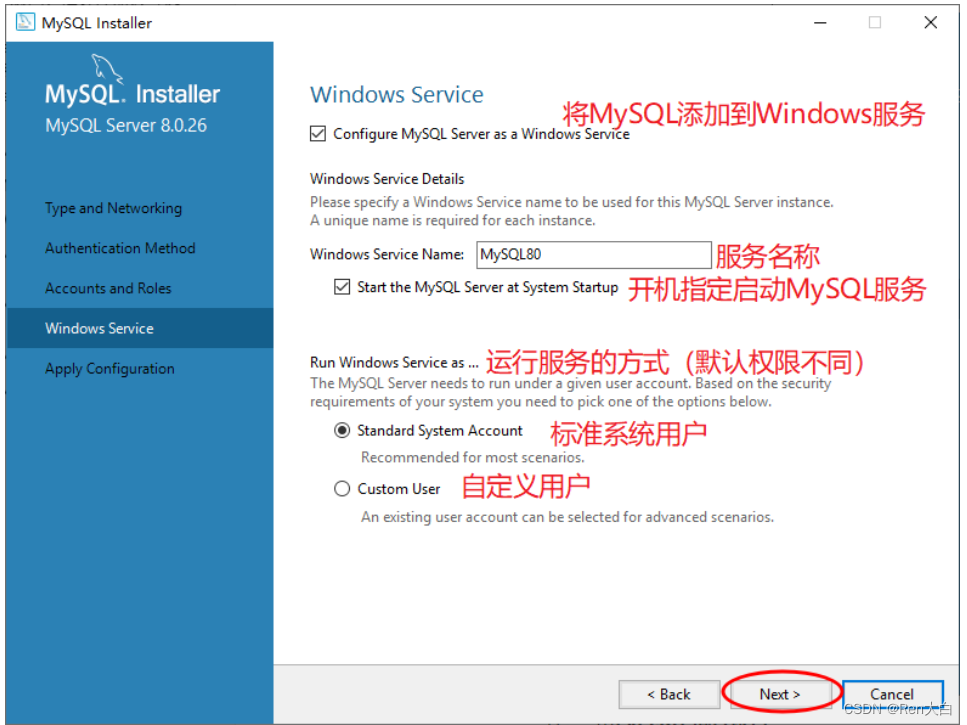 MySQL Installer
MySQL. Installer
MySQL Server 8.0.26
Type and Networking
Authentication Method
Accounts and Roles
Windows Service
Apply Configuration
Windows Service
将MySQL添加到Windows服务
Configure MySQL Server as a Windows Service
Windows Service Details
Please specify a Windows Service name to be used for this MySQL Server instance.
A unique name is required for each instance.
Windows Service Name: MySQL80 服务名称
Start the MySQL Server at System Startup 开机指定启动MySQL服务
Run Windows Service as ... 运行服务的方式（默认权限不同）
The MySQL Server needs to run under a given user account. Based on the security
requirements of your system you need to pick one of the options below.
Standard System Account 标准系统用户
Recommended for most scenarios.
Custom User 自定义用户
An existing user account can be selected for advanced scenarios.
< Back Next > Cancel
CSDN @Ren大白